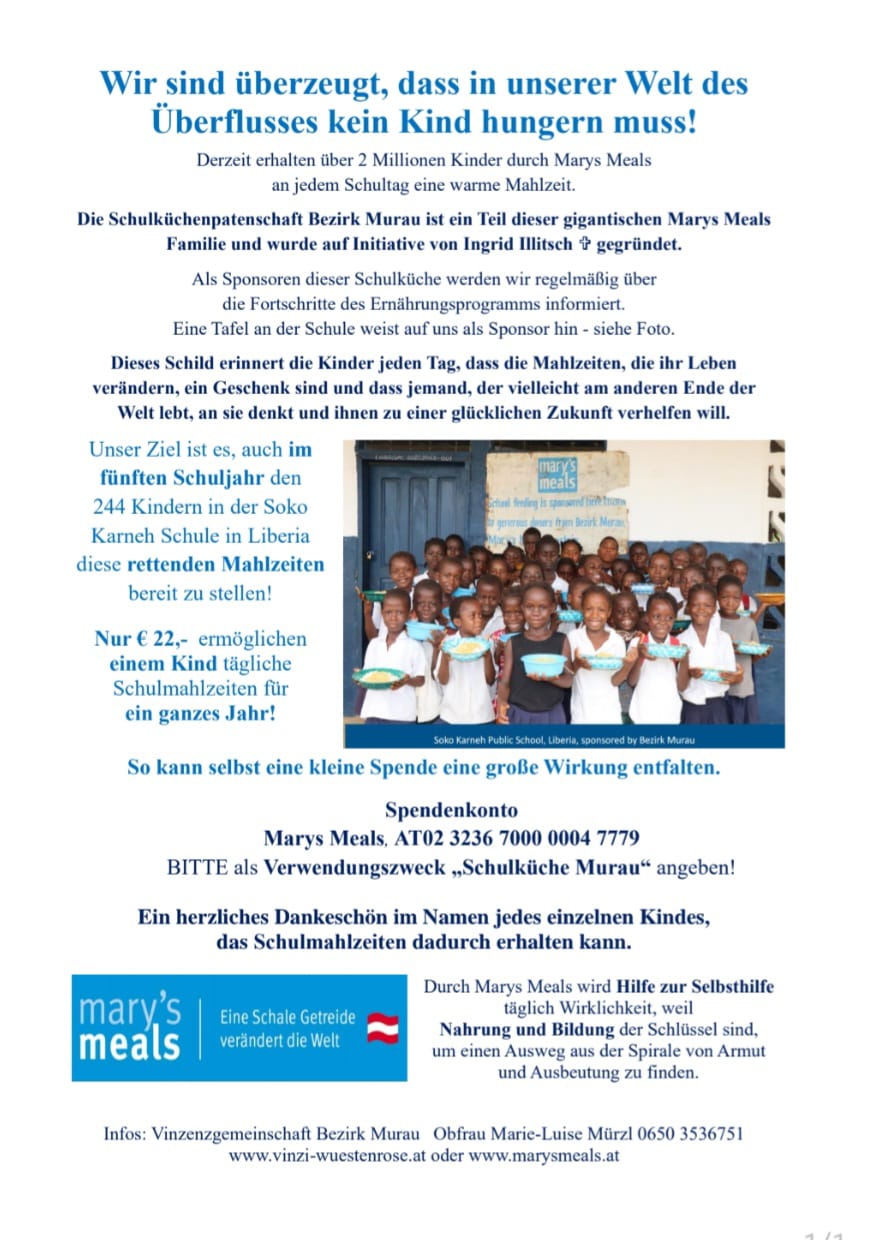 Wir sind überzeugt, dass in unserer Welt des
Überflusses kein Kind hungern muss!
Derzeit erhalten über 2 Millionen Kinder durch Marys Meals
an jedem Schultag eine warme Mahlzeit.
Die Schulküchenpatenschaft Bezirk Murau ist ein Teil dieser gigantischen Marys Meals
Familie und wurde auf Initiative von Ingrid Illitsch ✞ gegründet.
Als Sponsoren dieser Schulküche werden wir regelmäßig über
die Fortschritte des Ernährungsprogramms informiert.
Eine Tafel an der Schule weist auf uns als Sponsor hin - siehe Foto.
Dieses Schild erinnert die Kinder jeden Tag, dass die Mahlzeiten, die ihr Leben
verändern, ein Geschenk sind und dass jemand, der vielleicht am anderen Ende der
Welt lebt, an sie denkt und ihnen zu einer glücklichen Zukunft verhelfen will.
Unser Ziel ist es, auch im
fünften Schuljahr den
244 Kindern in der Soko
Karneh Schule in Liberia
diese rettenden Mahlzeiten
bereit zu stellen!
Nur € 22,- ermöglichen
einem Kind tägliche
Schulmahlzeiten für
ein ganzes Jahr!
mary's
meals
School feeding is sponsored here thanks
to generous donors from Bezirk Murau,
Mary's
Soko Karneh Public School, Liberia, sponsored by Bezirk Murau
So kann selbst eine kleine Spende eine große Wirkung entfalten.
Spendenkonto
Marys Meals, AT02 3236 7000 0004 7779
BITTE als Verwendungszweck „Schulküche Murau“ angeben!
Ein herzliches Dankeschön im Namen jedes einzelnen Kindes,
das Schulmahlzeiten dadurch erhalten kann.
mary's
meals
Eine Schale Getreide
verändert die Welt
Durch Marys Meals wird Hilfe zur Selbsthilfe
täglich Wirklichkeit, weil
Nahrung und Bildung der Schlüssel sind,
um einen Ausweg aus der Spirale von Armut
und Ausbeutung zu finden.
Infos: Vinzenzgemeinschaft Bezirk Murau Obfrau Marie-Luise Mürzl 0650 3536751
www.vinzi-wuestenrose.at oder www.marysmeals.at
1/1